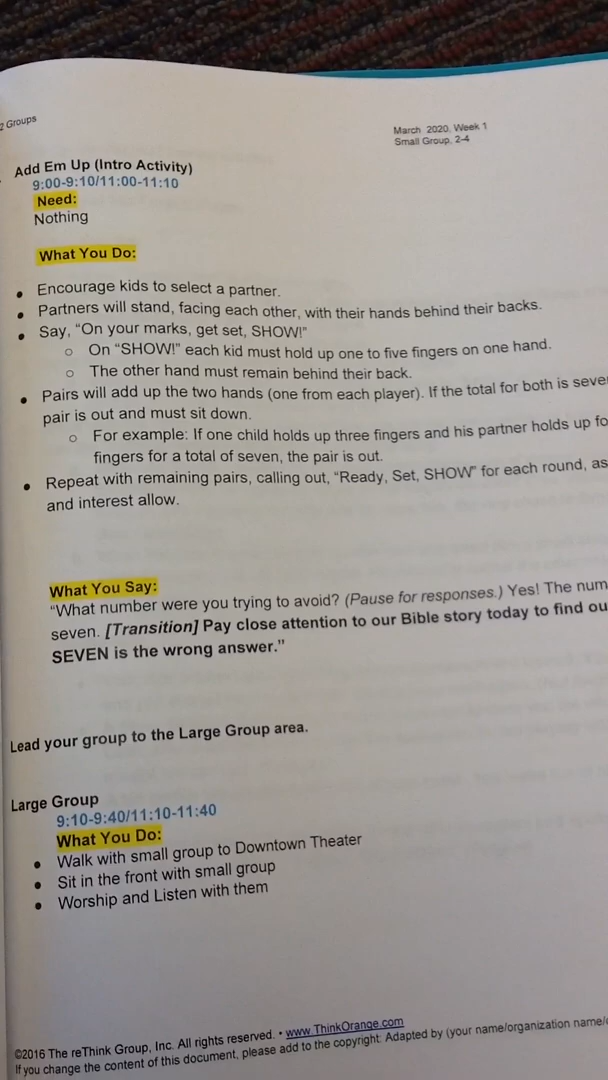 2 Groups
March 2020, Week 1
Small Group, 2-4
Add Em Up (Intro Activity)
9:00-9:10/11:00-11:10
Need:
Nothing
What You Do:
• Encourage kids to select a partner.
• Partners will stand, facing each other, with their hands behind their backs.
• Say, “On your marks, get set, SHOW!”
○ On “SHOW!” each kid must hold up one to five fingers on one hand.
○ The other hand must remain behind their back.
• Pairs will add up the two hands (one from each player). If the total for both is seve
pair is out and must sit down.
○ For example: If one child holds up three fingers and his partner holds up fo
fingers for a total of seven, the pair is out.
• Repeat with remaining pairs, calling out, “Ready, Set, SHOW” for each round, as
and interest allow.
What You Say:
“What number were you trying to avoid? (Pause for responses.) Yes! The num
seven. [Transition] Pay close attention to our Bible story today to find ou
SEVEN is the wrong answer.”
Lead your group to the Large Group area.
Large Group
9:10-9:40/11:10-11:40
What You Do:
• Walk with small group to Downtown Theater
• Sit in the front with small group
• Worship and Listen with them
©2016 The reThink Group, Inc. All rights reserved. • www.ThinkOrange.com
If you change the content of this document, please add to the copyright: Adapted by (your name/organization name/